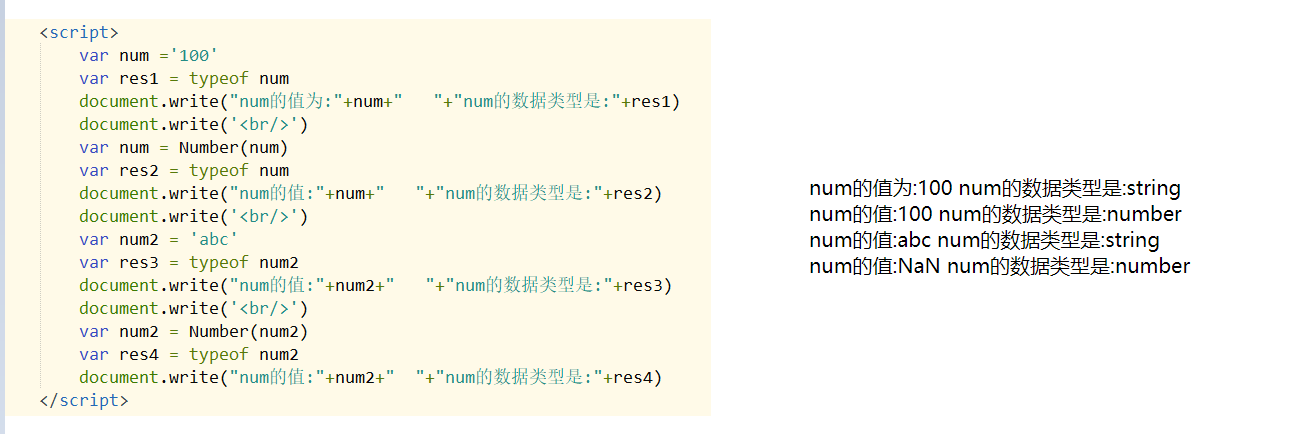 <script>
var num ='100'
var res1 = typeof num
document.write("num的值为:"+num+"   "+"num的数据类型是:"+res1)
document.write('<br/>')
var num = Number(num)
var res2 = typeof num
document.write("num的值:"+num+"   "+"num的数据类型是:"+res2)
document.write('<br/>')
var num2 = 'abc'
var res3 = typeof num2
document.write("num的值:"+num2+"   "+"num的数据类型是:"+res3)
document.write('<br/>')
var num2 = Number(num2)
var res4 = typeof num2
document.write("num的值:"+num2+"  "+"num的数据类型是:"+res4)
</script>
num的值为:100 num的数据类型是:string
num的值:100 num的数据类型是:number
num的值:abc num的数据类型是:string
num的值:NaN num的数据类型是:number